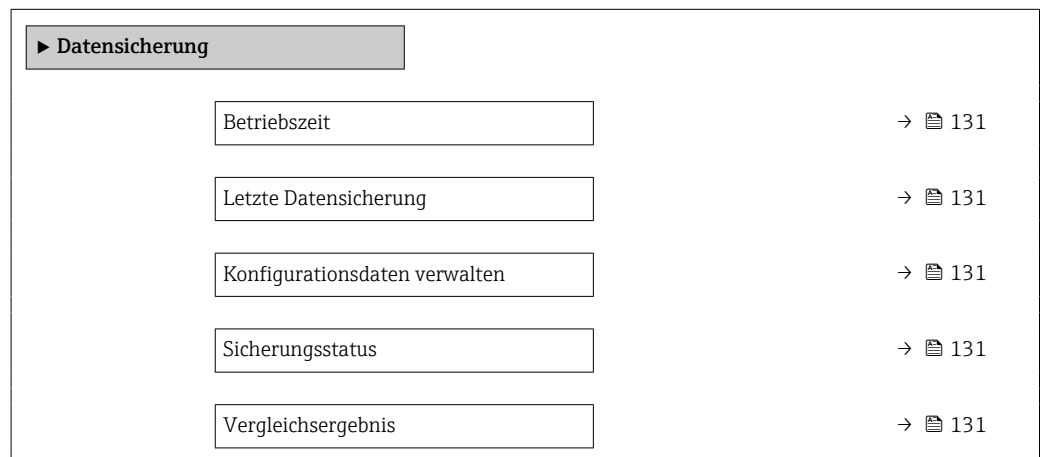 ► Datensicherung
Betriebszeit → 131
Letzte Datensicherung → 131
Konfigurationsdaten verwalten → 131
Sicherungsstatus → 131
Vergleichsergebnis → 131